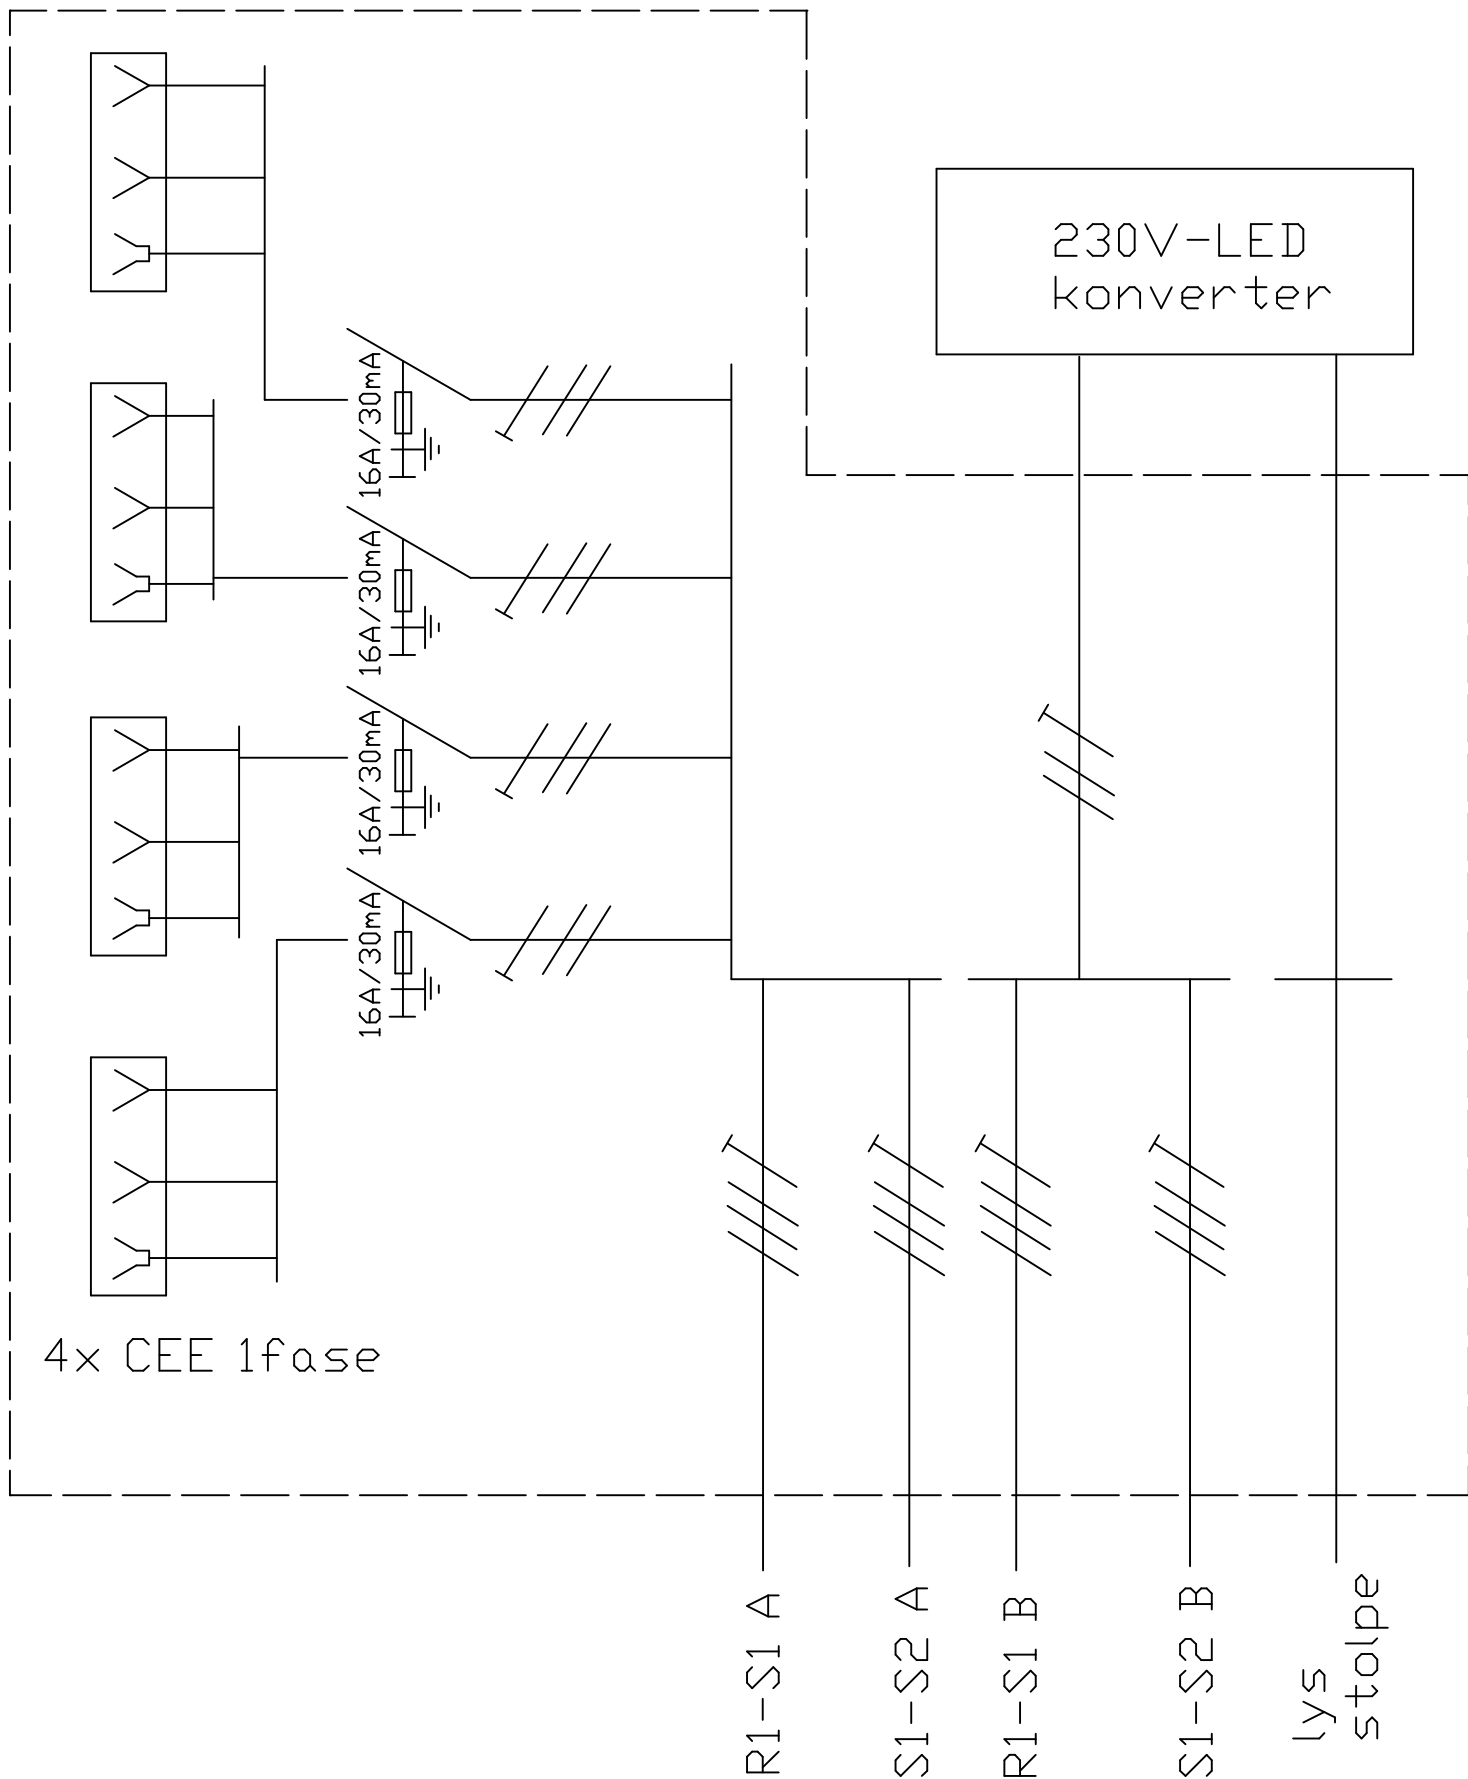 230V-LED
konverter
16A/30mA
16A/30mA
16A/30mA
16A/30mA
4x CEE 1fase
R1-S1 A
S1-S2 A
R1-S1 B
S1-S2 B
lys
stolpe